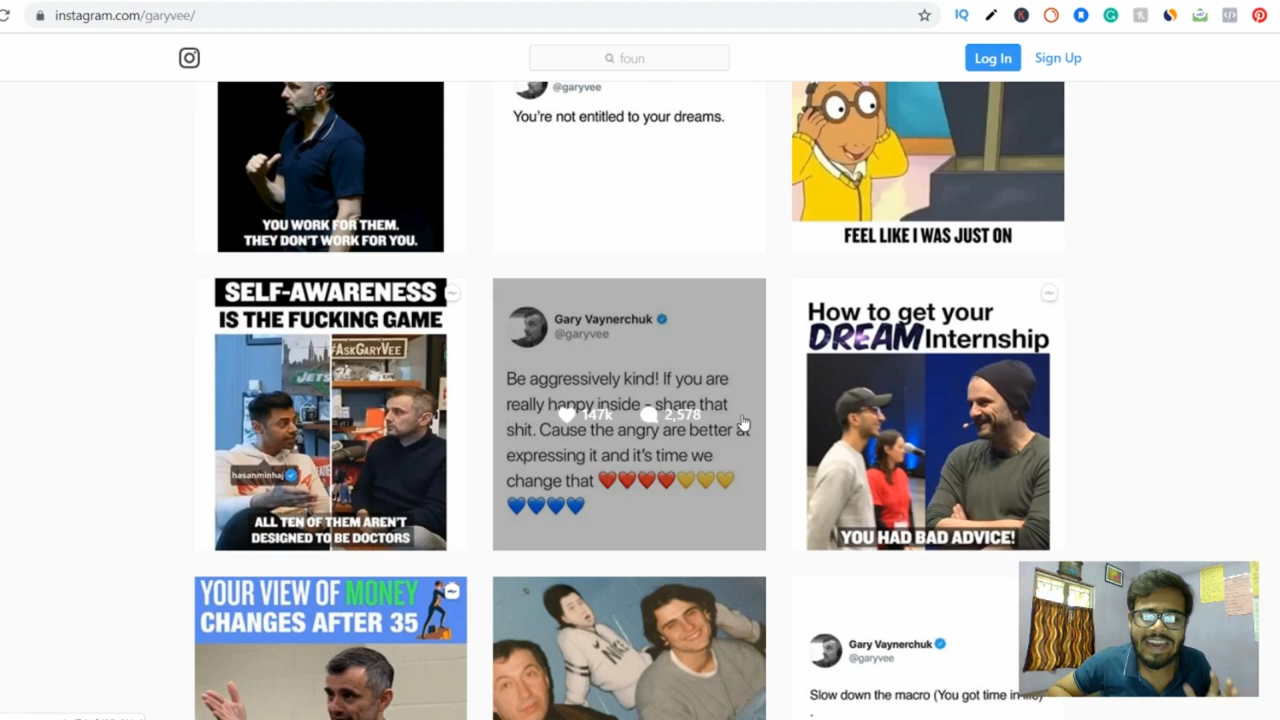 instagram.com/garyvee/
IQ
foun
Log In
Sign Up
YOU WORK FOR THEM.
THEY DON'T WORK FOR YOU.
@garyvee
You're not entitled to your dreams.
FEEL LIKE I WAS JUST ON
SELF-AWARENESS
IS THE FUCKING GAME
#ASKGARYVEE
JETS
hasanminhaj
ALL TEN OF THEM AREN'T
DESIGNED TO BE DOCTORS
Gary Vaynerchuk
@garyvee
Be aggressively kind! If you are
really happy inside - share that
shit. Cause the angry are better at
expressing it and it's time we
change that ❤️❤️❤️❤️💛💛💛
💙💙💙💙
147k
2,578
How to get your
DREAM Internship
YOU HAD BAD ADVICE!
YOUR VIEW OF MONEY
CHANGES AFTER 35
Gary Vaynerchuk
@garyvee
Slow down the macro (You got time in life)
.